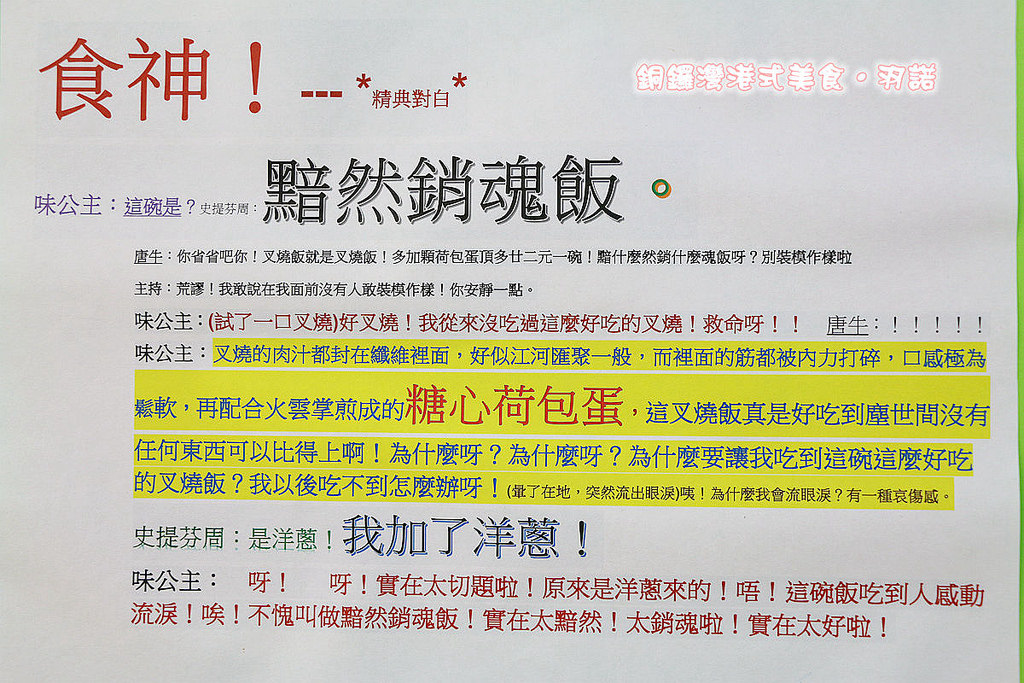 食神！--- *精典對白*
銅鑼灣港式美食。羽諾
味公主：這碗是？史提芬周：黯然銷魂飯。
唐牛：你省省吧你！叉燒飯就是叉燒飯！多加顆荷包蛋頂多廿二元一碗！黯什麼然銷什麼魂飯呀？別裝模作樣啦
主持：荒謬！我敢說在我面前沒有人敢裝模作樣！你安靜一點。
味公主：(試了一口叉燒)好叉燒！我從來沒吃過這麼好吃的叉燒！救命呀！！ 唐牛：！！！！！
味公主：叉燒的肉汁都封在纖維裡面，好似江河匯聚一般，而裡面的筋都被內力打碎，口感極為
鬆軟，再配合火雲掌煎成的糖心荷包蛋，這叉燒飯真是好吃到塵世間沒有
任何東西可以比得上啊！為什麼呀？為什麼呀？為什麼要讓我吃到這碗這麼好吃
的叉燒飯？我以後吃不到怎麼辦呀！(暈了在地，突然流出眼淚)咦！為什麼我會流眼淚？有一種哀傷感。
史提芬周：是洋蔥！我加了洋蔥！
味公主： 呀！ 呀！實在太切題啦！原來是洋蔥來的！唔！這碗飯吃到人感動
流淚！唉！不愧叫做黯然銷魂飯！實在太黯然！太銷魂啦！實在太好啦！